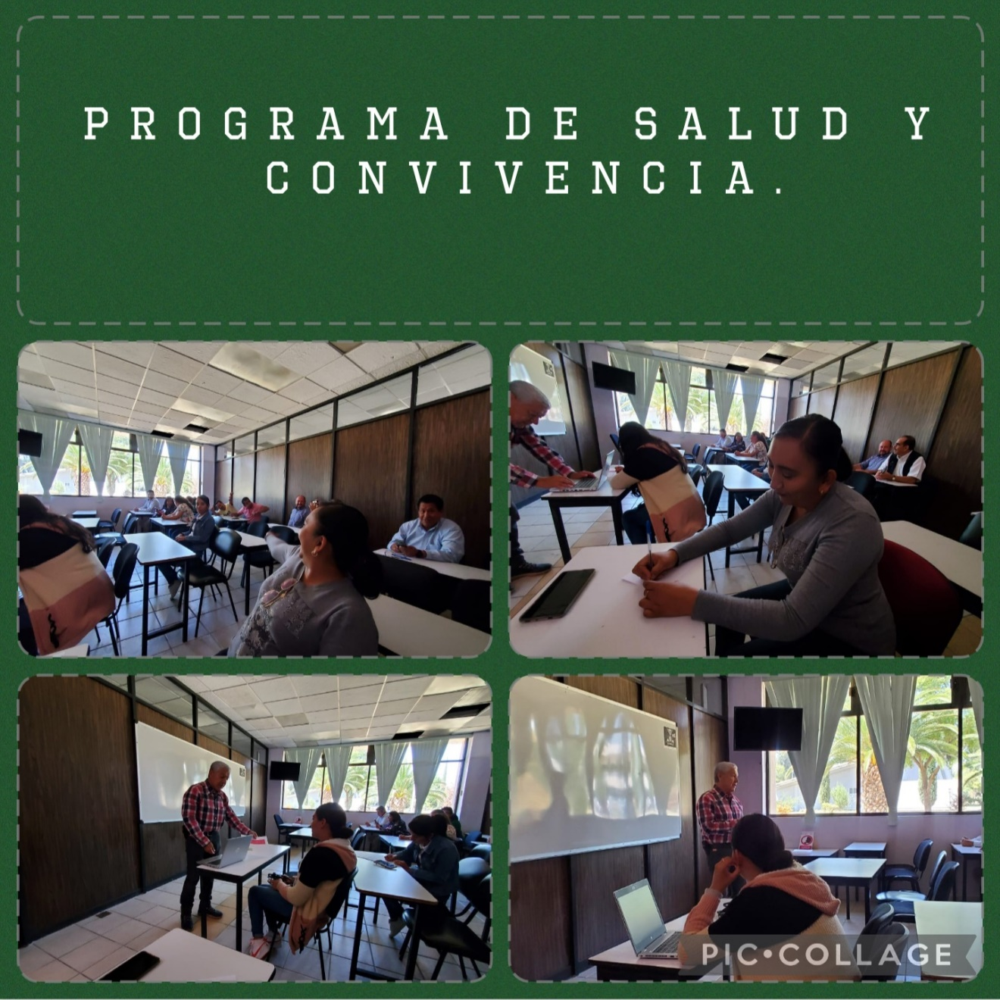 PROGRAMA DE SALUD Y
CONVIVENCIA.
PIC•COLLAGE